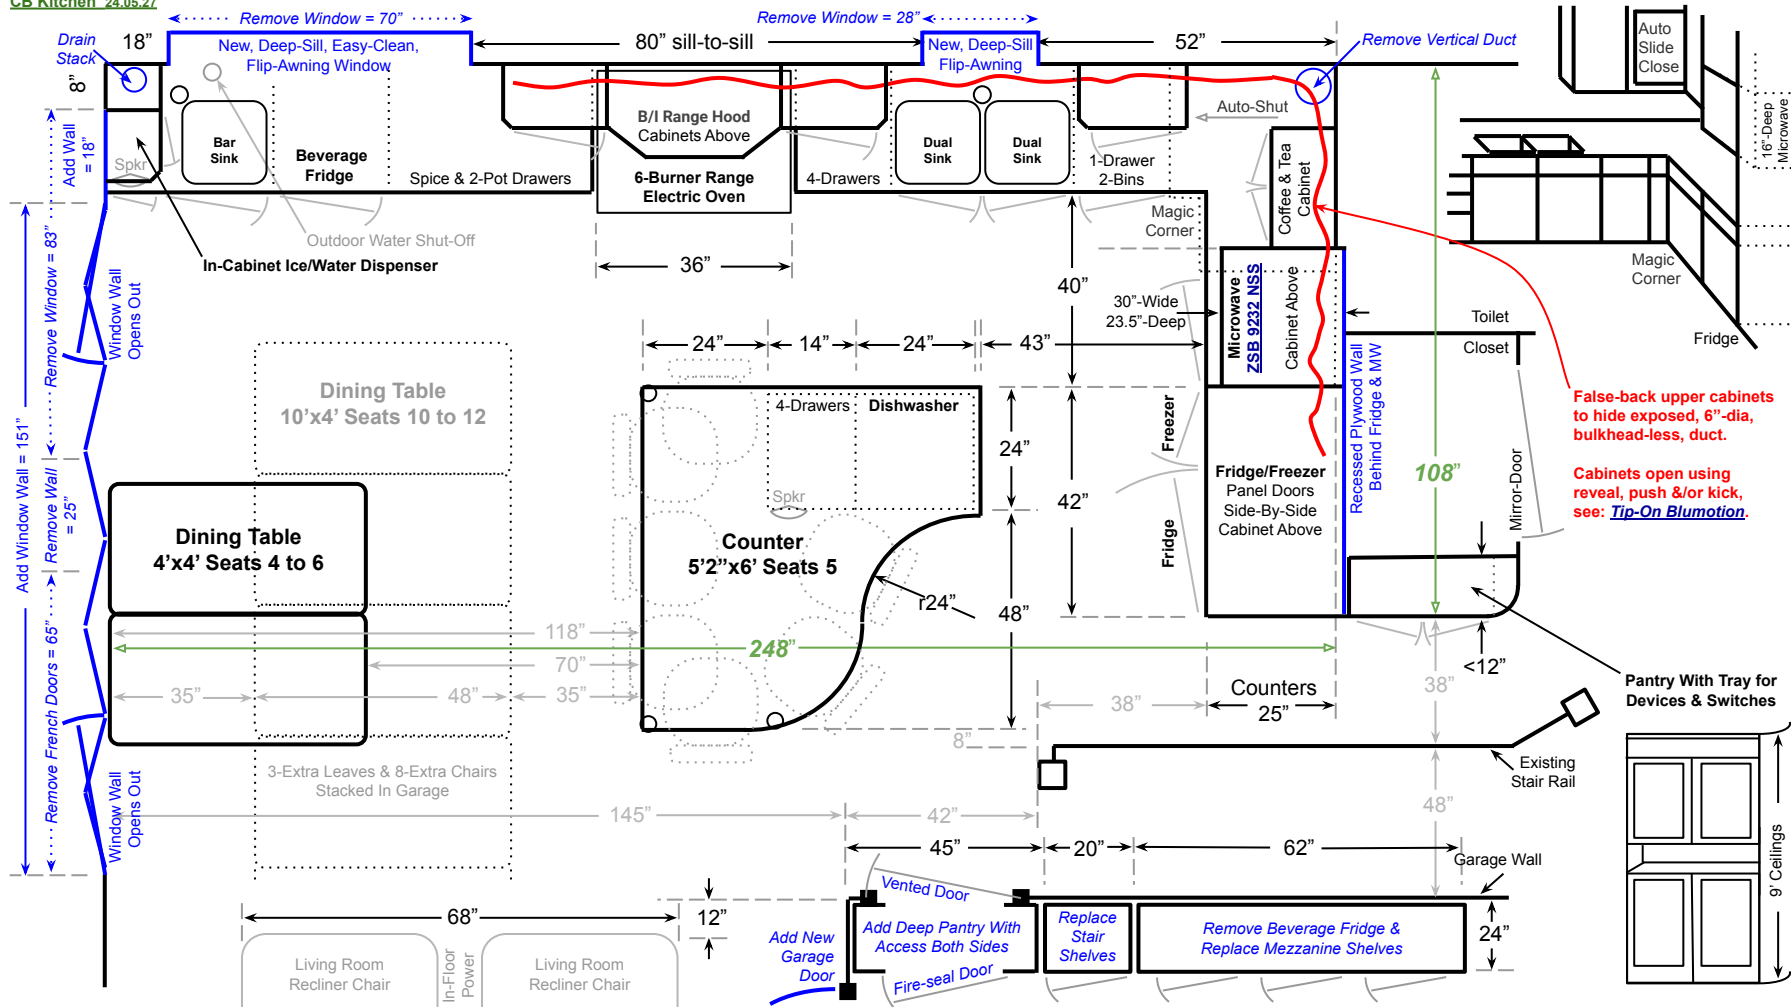 CB Kitchen 24.05.27
Remove Window = 70”
Remove Window = 28”
Drain
Stack
18”
New, Deep-Sill, Easy-Clean,
Flip-Awning Window
80” sill-to-sill
New, Deep-Sill
Flip-Awning
52”
Remove Vertical Duct
Auto
Slide
Close
8”
Add Wall
= 18”
Spkr
Bar
Sink
Beverage
Fridge
Spice & 2-Pot Drawers
B/I Range Hood
Cabinets Above
6-Burner Range
Electric Oven
4-Drawers
Dual
Sink
Dual
Sink
1-Drawer
2-Bins
Auto-Shut
Coffee & Tea
Cabinet
16”-Deep
Microwave
Magic
Corner
Outdoor Water Shut-Off
In-Cabinet Ice/Water Dispenser
36”
40”
Magic
Corner
Fridge
30”-Wide
23.5”-Deep
Microwave
ZSB 9232 NSS
Cabinet Above
Toilet
Closet
Add Window Wall = 151”
Remove Window = 83”
Window Wall
Opens Out
24”
14”
24”
43”
Dining Table
10’x4’ Seats 10 to 12
4-Drawers
Dishwasher
24”
42”
Freezer
Fridge
Fridge/Freezer
Panel Doors
Side-By-Side
Cabinet Above
Recessed Plywood Wall
Behind Fridge & MW
108”
Mirror-Door
False-back upper cabinets
to hide exposed, 6”-dia,
bulkhead-less, duct.
Cabinets open using
reveal, push &/or kick,
see: Tip-On Blumotion.
Remove Wall
= 25”
Dining Table
4’x4’ Seats 4 to 6
Spkr
Counter
5’2”x6’ Seats 5
r24”
48”
118”
248”
70”
35”
48”
35”
<12”
38”
Counters
25”
38”
Pantry With Tray for
Devices & Switches
Remove French Doors = 65”
Window Wall
Opens Out
3-Extra Leaves & 8-Extra Chairs
Stacked In Garage
8”
Existing
Stair Rail
145”
42”
48”
45”
20”
62”
Garage Wall
9’ Ceilings
68”
12”
Vented Door
Add New
Garage
Door
Add Deep Pantry With
Access Both Sides
Fire-seal Door
Replace
Stair
Shelves
Remove Beverage Fridge &
Replace Mezzanine Shelves
24”
Living Room
Recliner Chair
In-Floor
Power
Living Room
Recliner Chair